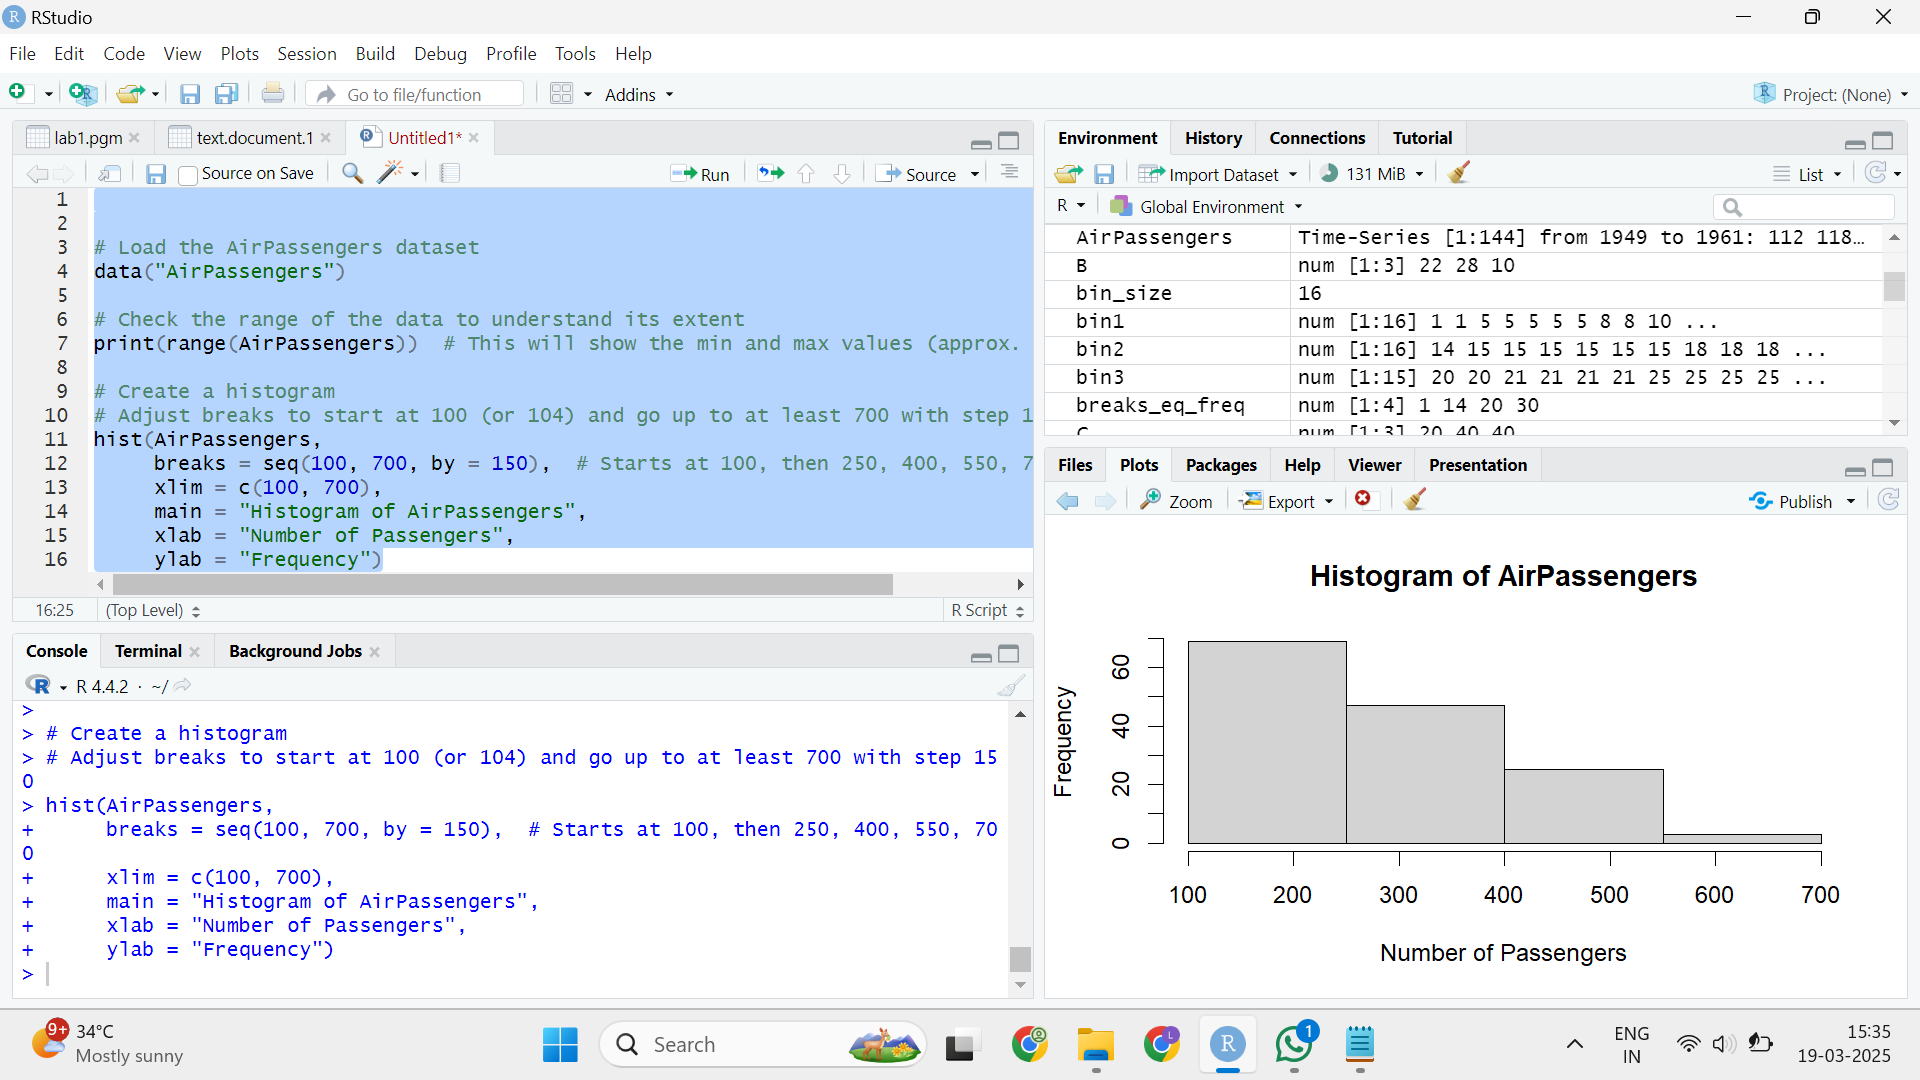 RStudio
File Edit Code View Plots Session Build Debug Profile Tools Help
Go to file/function
Addins
Project: (None)
lab1.pgm
text.document.1
Untitled1*
Source on Save
Run
Source
1
2
3 # Load the AirPassengers dataset
4 data("AirPassengers")
5
6 # Check the range of the data to understand its extent
7 print(range(AirPassengers))  # This will show the min and max values (approx.
8
9 # Create a histogram
10 # Adjust breaks to start at 100 (or 104) and go up to at least 700 with step 1
11 hist(AirPassengers,
12      breaks = seq(100, 700, by = 150),  # Starts at 100, then 250, 400, 550, 7
13      xlim = c(100, 700),
14      main = "Histogram of AirPassengers",
15      xlab = "Number of Passengers",
16      ylab = "Frequency")
16:25 (Top Level) R Script
Console Terminal Background Jobs
R 4.4.2 · ~/
>
> # Create a histogram
> # Adjust breaks to start at 100 (or 104) and go up to at least 700 with step 15
0
> hist(AirPassengers,
+      breaks = seq(100, 700, by = 150),  # Starts at 100, then 250, 400, 550, 70
0
+      xlim = c(100, 700),
+      main = "Histogram of AirPassengers",
+      xlab = "Number of Passengers",
+      ylab = "Frequency")
>
Environment History Connections Tutorial
Import Dataset 131 MiB List
R Global Environment
AirPassengers Time-Series [1:144] from 1949 to 1961: 112 118…
B num [1:3] 22 28 10
bin_size 16
bin1 num [1:16] 1 1 5 5 5 5 5 8 8 10 ...
bin2 num [1:16] 14 15 15 15 15 15 15 18 18 18 ...
bin3 num [1:15] 20 20 21 21 21 21 25 25 25 25 ...
breaks_eq_freq num [1:4] 1 14 20 30
C num [1:3] 20 40 40
Files Plots Packages Help Viewer Presentation
Zoom Export Publish
Histogram of AirPassengers
Frequency
60
40
20
0
100 200 300 400 500 600 700
Number of Passengers
9+
34°C
Mostly sunny
Search
L
R
1
ENG
IN
15:35
19-03-2025